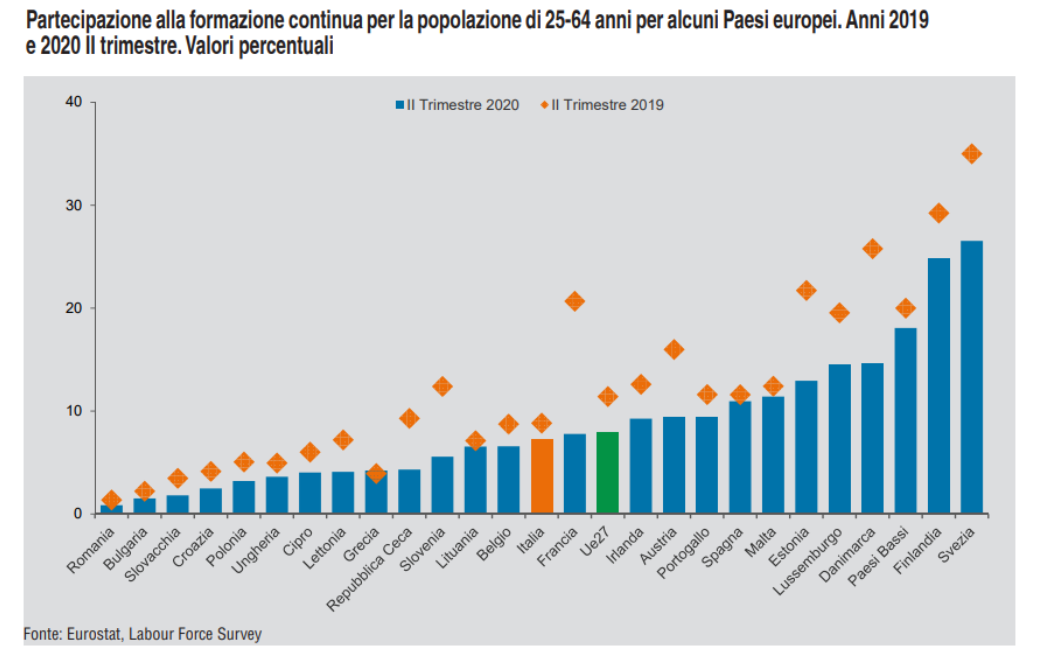 Partecipazione alla formazione continua per la popolazione di 25-64 anni per alcuni Paesi europei. Anni 2019
e 2020 II trimestre. Valori percentuali
II Trimestre 2020
II Trimestre 2019
40
30
20
10
0
Romania
Bulgaria
Slovacchia
Croazia
Polonia
Ungheria
Cipro
Lettonia
Grecia
Repubblica Ceca
Slovenia
Lituania
Belgio
Italia
Francia
Ue27
Irlanda
Austria
Portogallo
Spagna
Malta
Estonia
Lussemburgo
Danimarca
Paesi Bassi
Finlandia
Svezia
Fonte: Eurostat, Labour Force Survey